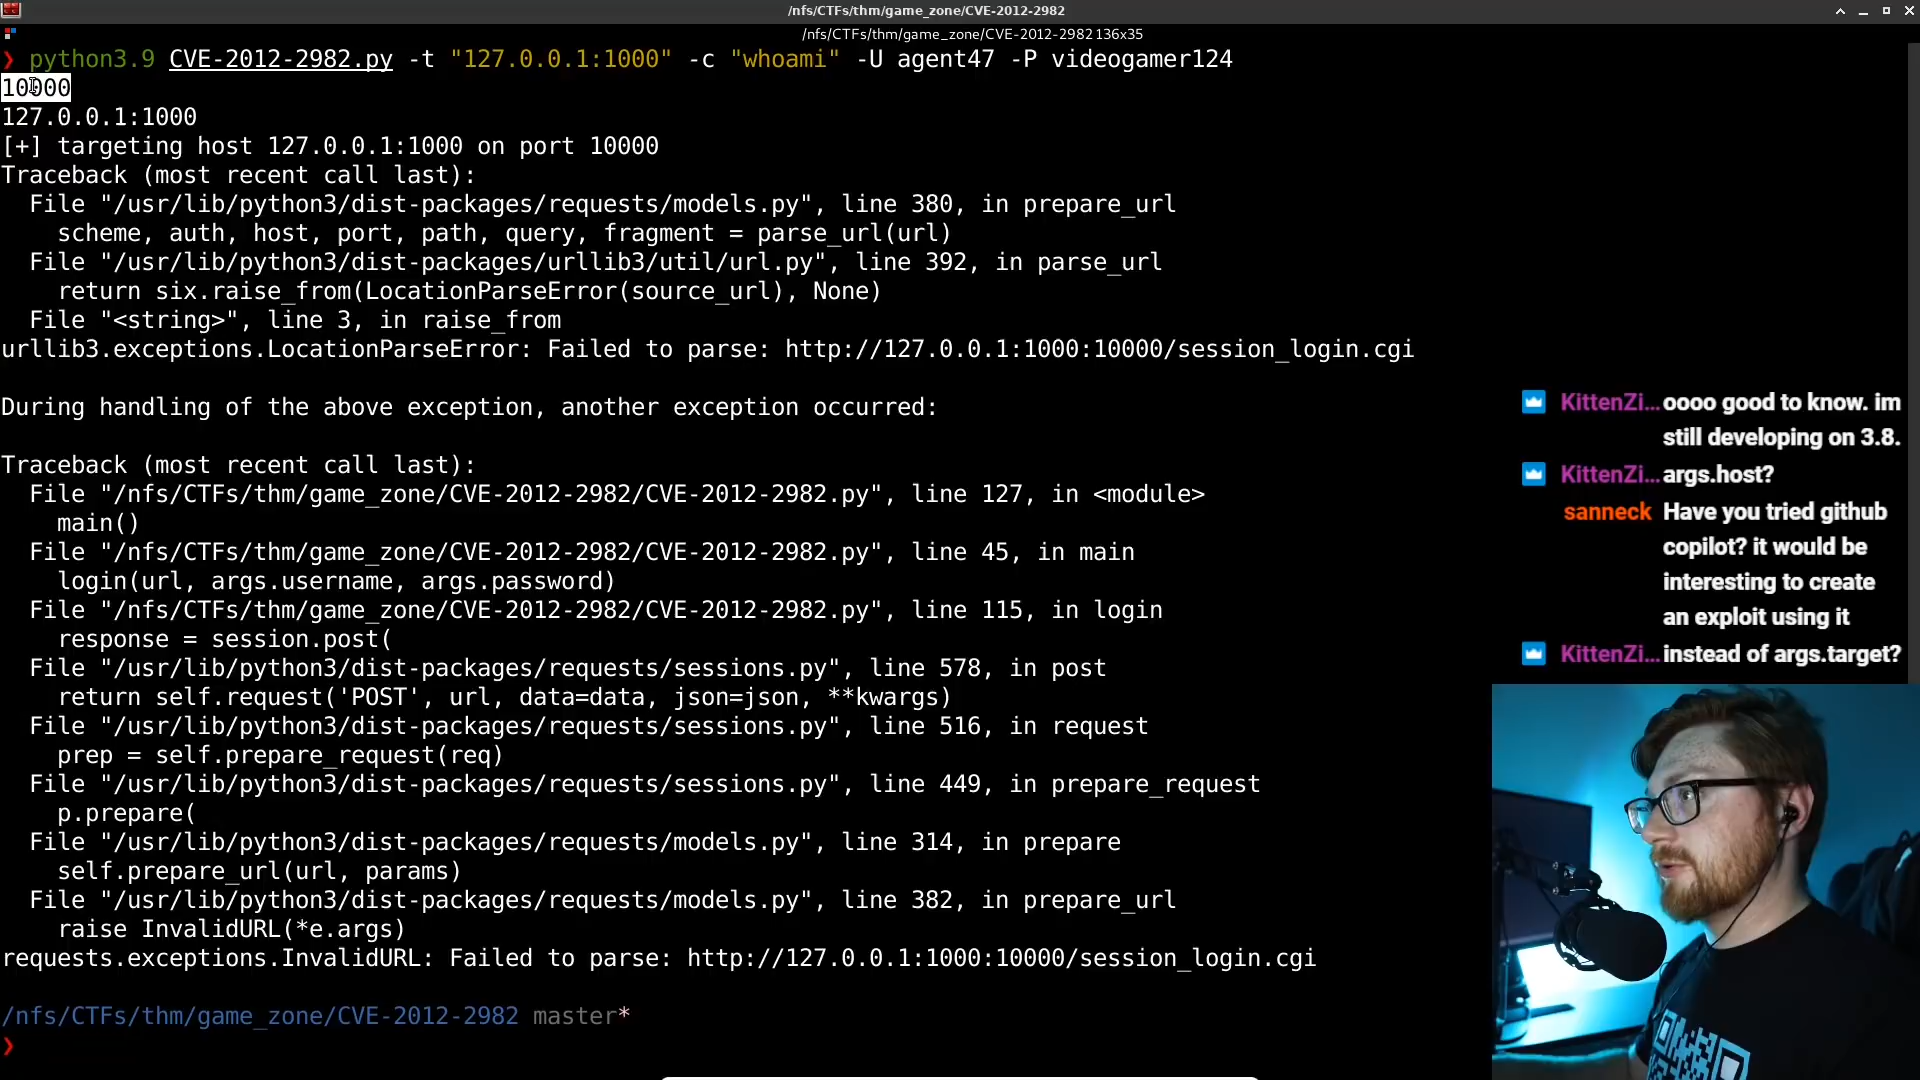 /nfs/CTFs/thm/game_zone/CVE-2012-2982
/nfs/CTFs/thm/game_zone/CVE-2012-2982 136x35
❯ python3.9 CVE-2012-2982.py -t "127.0.0.1:1000" -c "whoami" -U agent47 -P videogamer124
10000
127.0.0.1:1000
[+] targeting host 127.0.0.1:1000 on port 10000
Traceback (most recent call last):
  File "/usr/lib/python3/dist-packages/requests/models.py", line 380, in prepare_url
    scheme, auth, host, port, path, query, fragment = parse_url(url)
  File "/usr/lib/python3/dist-packages/urllib3/util/url.py", line 392, in parse_url
    return six.raise_from(LocationParseError(source_url), None)
  File "<string>", line 3, in raise_from
urllib3.exceptions.LocationParseError: Failed to parse: http://127.0.0.1:1000:10000/session_login.cgi
During handling of the above exception, another exception occurred:
Traceback (most recent call last):
  File "/nfs/CTFs/thm/game_zone/CVE-2012-2982/CVE-2012-2982.py", line 127, in <module>
    main()
  File "/nfs/CTFs/thm/game_zone/CVE-2012-2982/CVE-2012-2982.py", line 45, in main
    login(url, args.username, args.password)
  File "/nfs/CTFs/thm/game_zone/CVE-2012-2982/CVE-2012-2982.py", line 115, in login
    response = session.post(
  File "/usr/lib/python3/dist-packages/requests/sessions.py", line 578, in post
    return self.request('POST', url, data=data, json=json, **kwargs)
  File "/usr/lib/python3/dist-packages/requests/sessions.py", line 516, in request
    prep = self.prepare_request(req)
  File "/usr/lib/python3/dist-packages/requests/sessions.py", line 449, in prepare_request
    p.prepare(
  File "/usr/lib/python3/dist-packages/requests/models.py", line 314, in prepare
    self.prepare_url(url, params)
  File "/usr/lib/python3/dist-packages/requests/models.py", line 382, in prepare_url
    raise InvalidURL(*e.args)
requests.exceptions.InvalidURL: Failed to parse: http://127.0.0.1:1000:10000/session_login.cgi
/nfs/CTFs/thm/game_zone/CVE-2012-2982 master*
❯
KittenZi... oooo good to know. im
still developing on 3.8.
KittenZi... args.host?
sanneck Have you tried github
copilot? it would be
interesting to create
an exploit using it
KittenZi... instead of args.target?